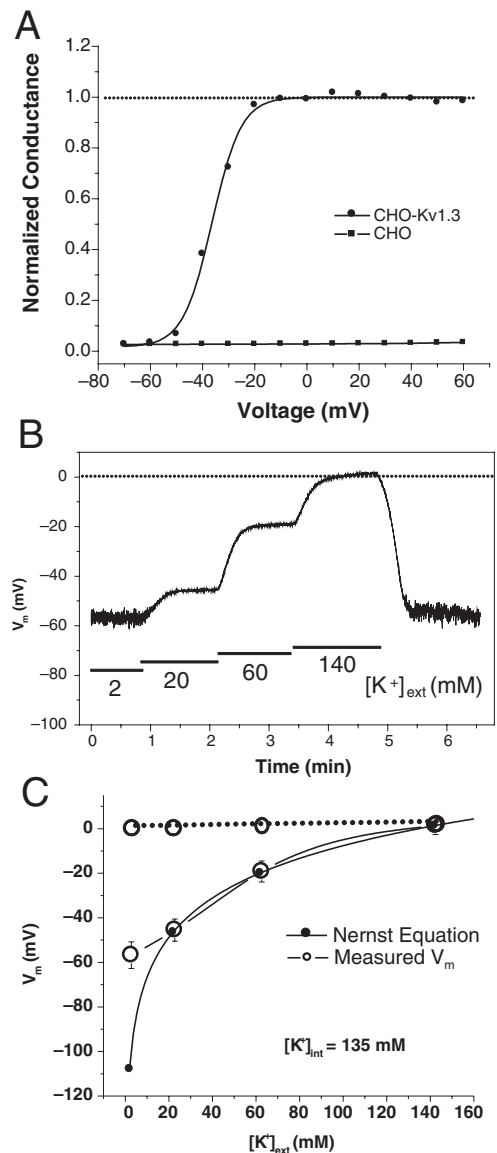 A
1.2
1.0
0.8
0.6
0.4
0.2
0.0
Normalized Conductance
CHO-Kv1.3
CHO
−80 −60 −40 −20 0 20 40 60
Voltage (mV)
B
0
−20
−40
−60
−80
−100
Vm (mV)
2 20 60 140 [K+]ext (mM)
0 1 2 3 4 5 6
Time (min)
C
0
−20
−40
−60
−80
−100
−120
Vm (mV)
Nernst Equation
Measured Vm
[K+]int = 135 mM
0 20 40 60 80 100 120 140 160
[K+]ext (mM)